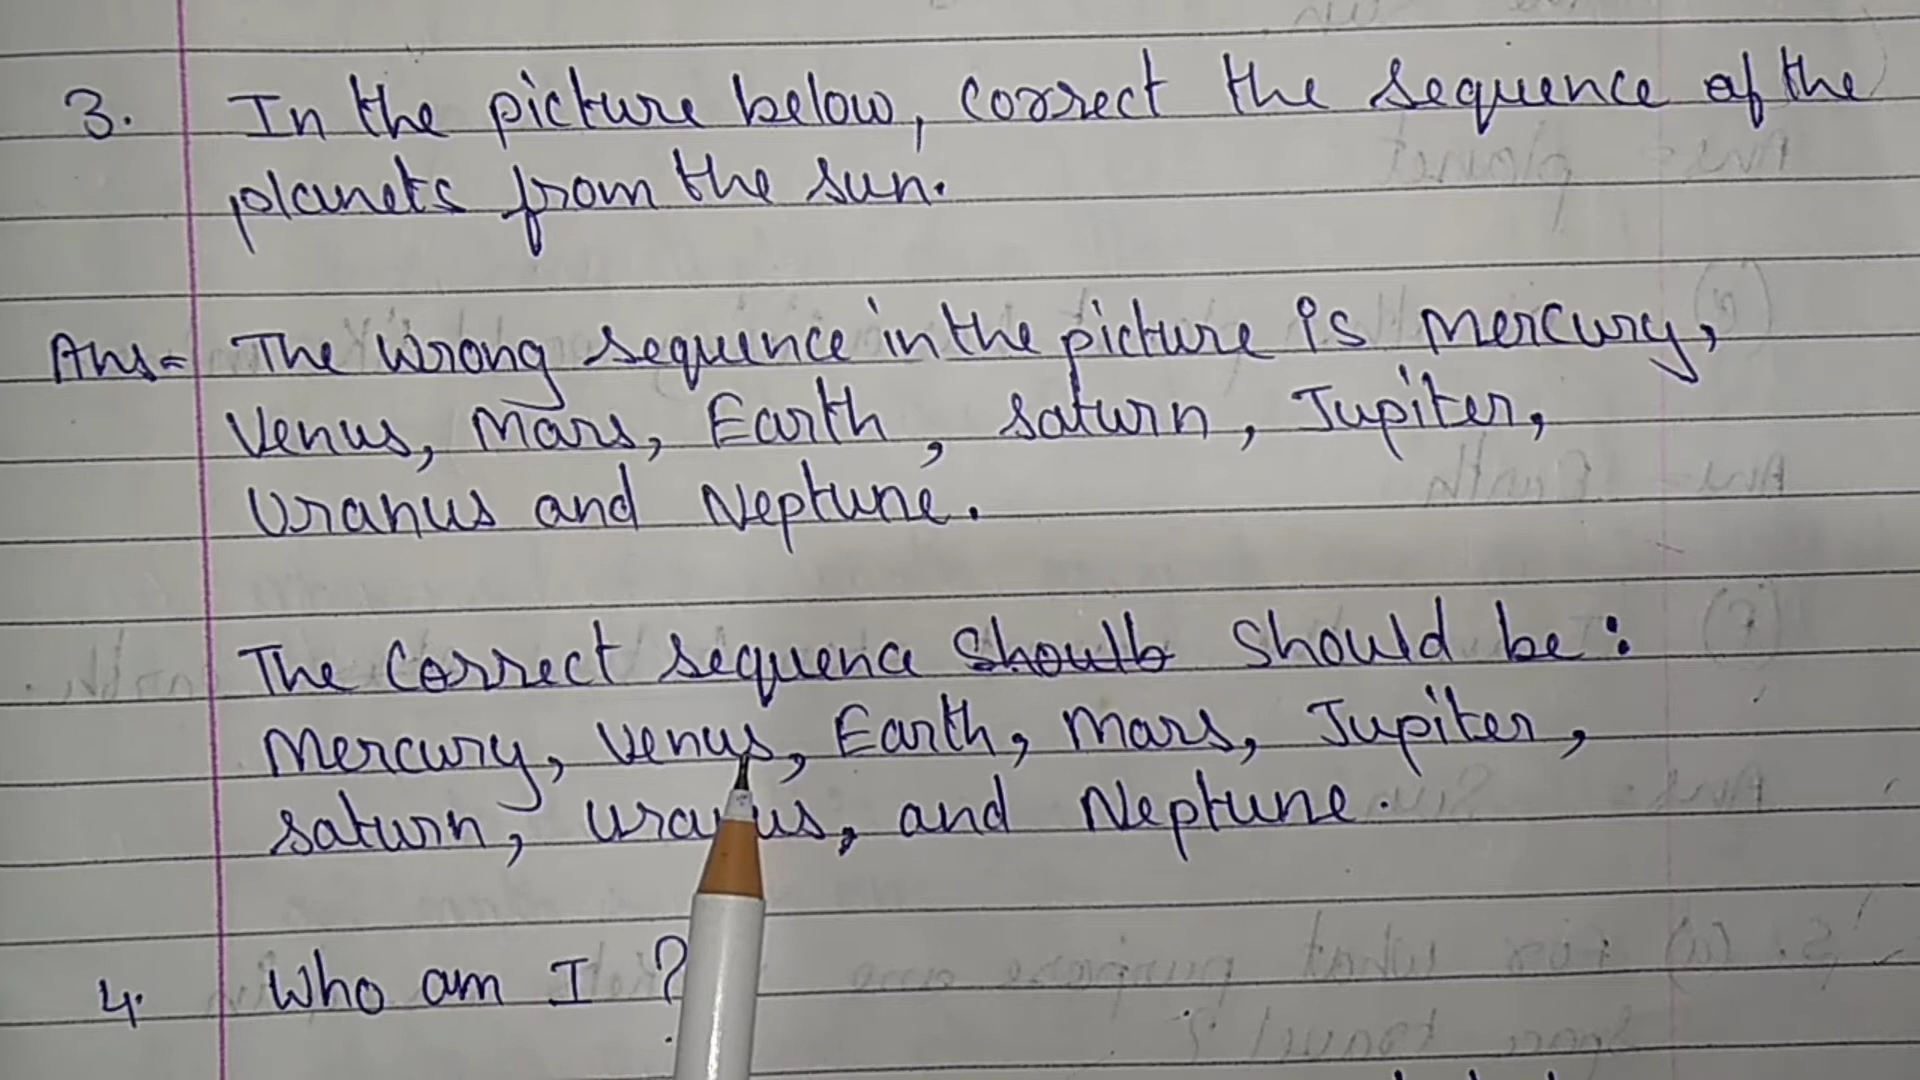 3. In the picture below, correct the sequence of the
planets from the sun.
Ans= The wrong sequence in the picture is Mercury,
Venus, Mars, Earth, Saturn, Jupiter,
Uranus and Neptune.
The Correct sequence Shoulb Should be:
Mercury, Venus, Earth, Mars, Jupiter,
Saturn, Uranus, and Neptune.
4. Who am I ?